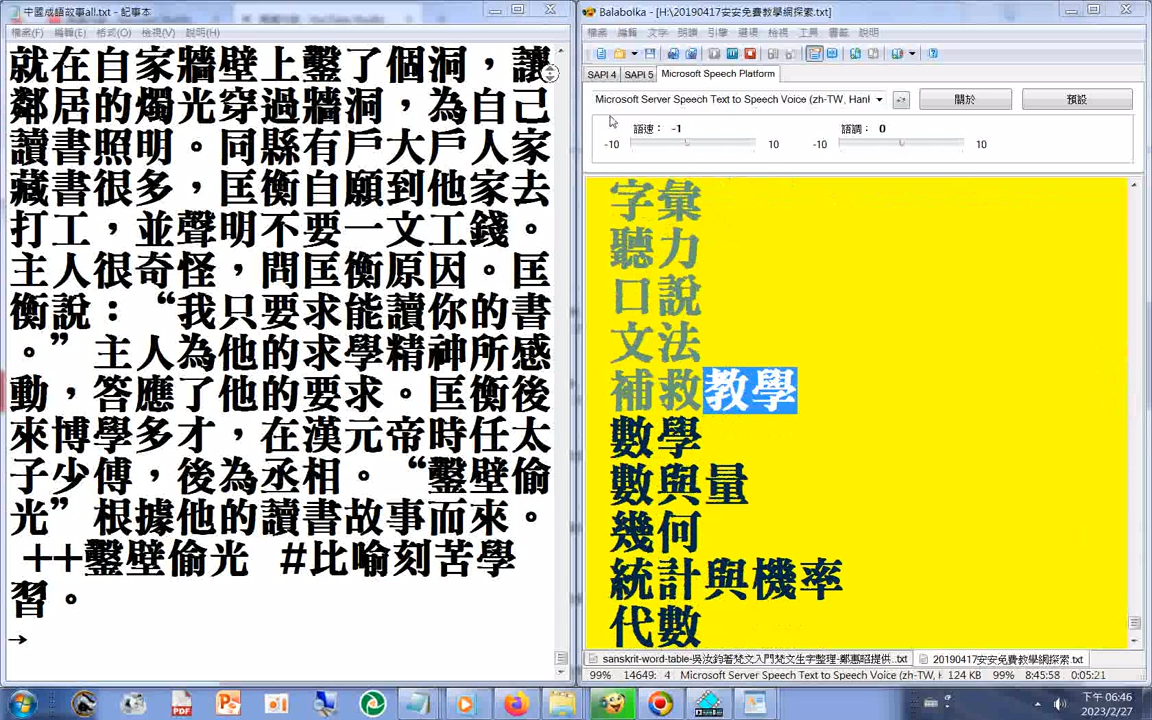 中國成語故事all.txt - 記事本
檔案(F) 編輯(E) 格式(O) 檢視(V) 說明(H)
就在自家牆壁上鑿了個洞，讓
鄰居的燭光穿過牆洞，為自己
讀書照明。同縣有戶大戶人家
藏書很多，匡衡自願到他家去
打工，並聲明不要一文工錢。
主人很奇怪，問匡衡原因。匡
衡說：“我只要求能讀你的書
。”主人為他的求學精神所感
動，答應了他的要求。匡衡後
來博學多才，在漢元帝時任太
子少傅，後為丞相。“鑿壁偷
光”根據他的讀書故事而來。
++鑿壁偷光 #比喻刻苦學
習。
→
Balabolka - [H:\20190417安安免費教學網探索.txt]
檔案 編輯 文字 朗讀 引擎 選項 檢視 工具 書籤 說明
SAPI 4 SAPI 5 Microsoft Speech Platform
Microsoft Server Speech Text to Speech Voice (zh-TW, Han
關於 預設
語速： -1 語調： 0
-10 10 -10 10
字彙
聽力
口說
文法
補救教學
數學
數與量
幾何
統計與機率
代數
sanskrit-word-table-吳汝鈞著梵文入門梵文生字整理-鄭惠昭提供...txt 20190417安安免費教學網探索.txt
99% 14649: 4 Microsoft Server Speech Text to Speech Voice (zh-TW, Ha 124 KB 99% 8:45:58 0:05:21
下午 06:46
2023/2/27